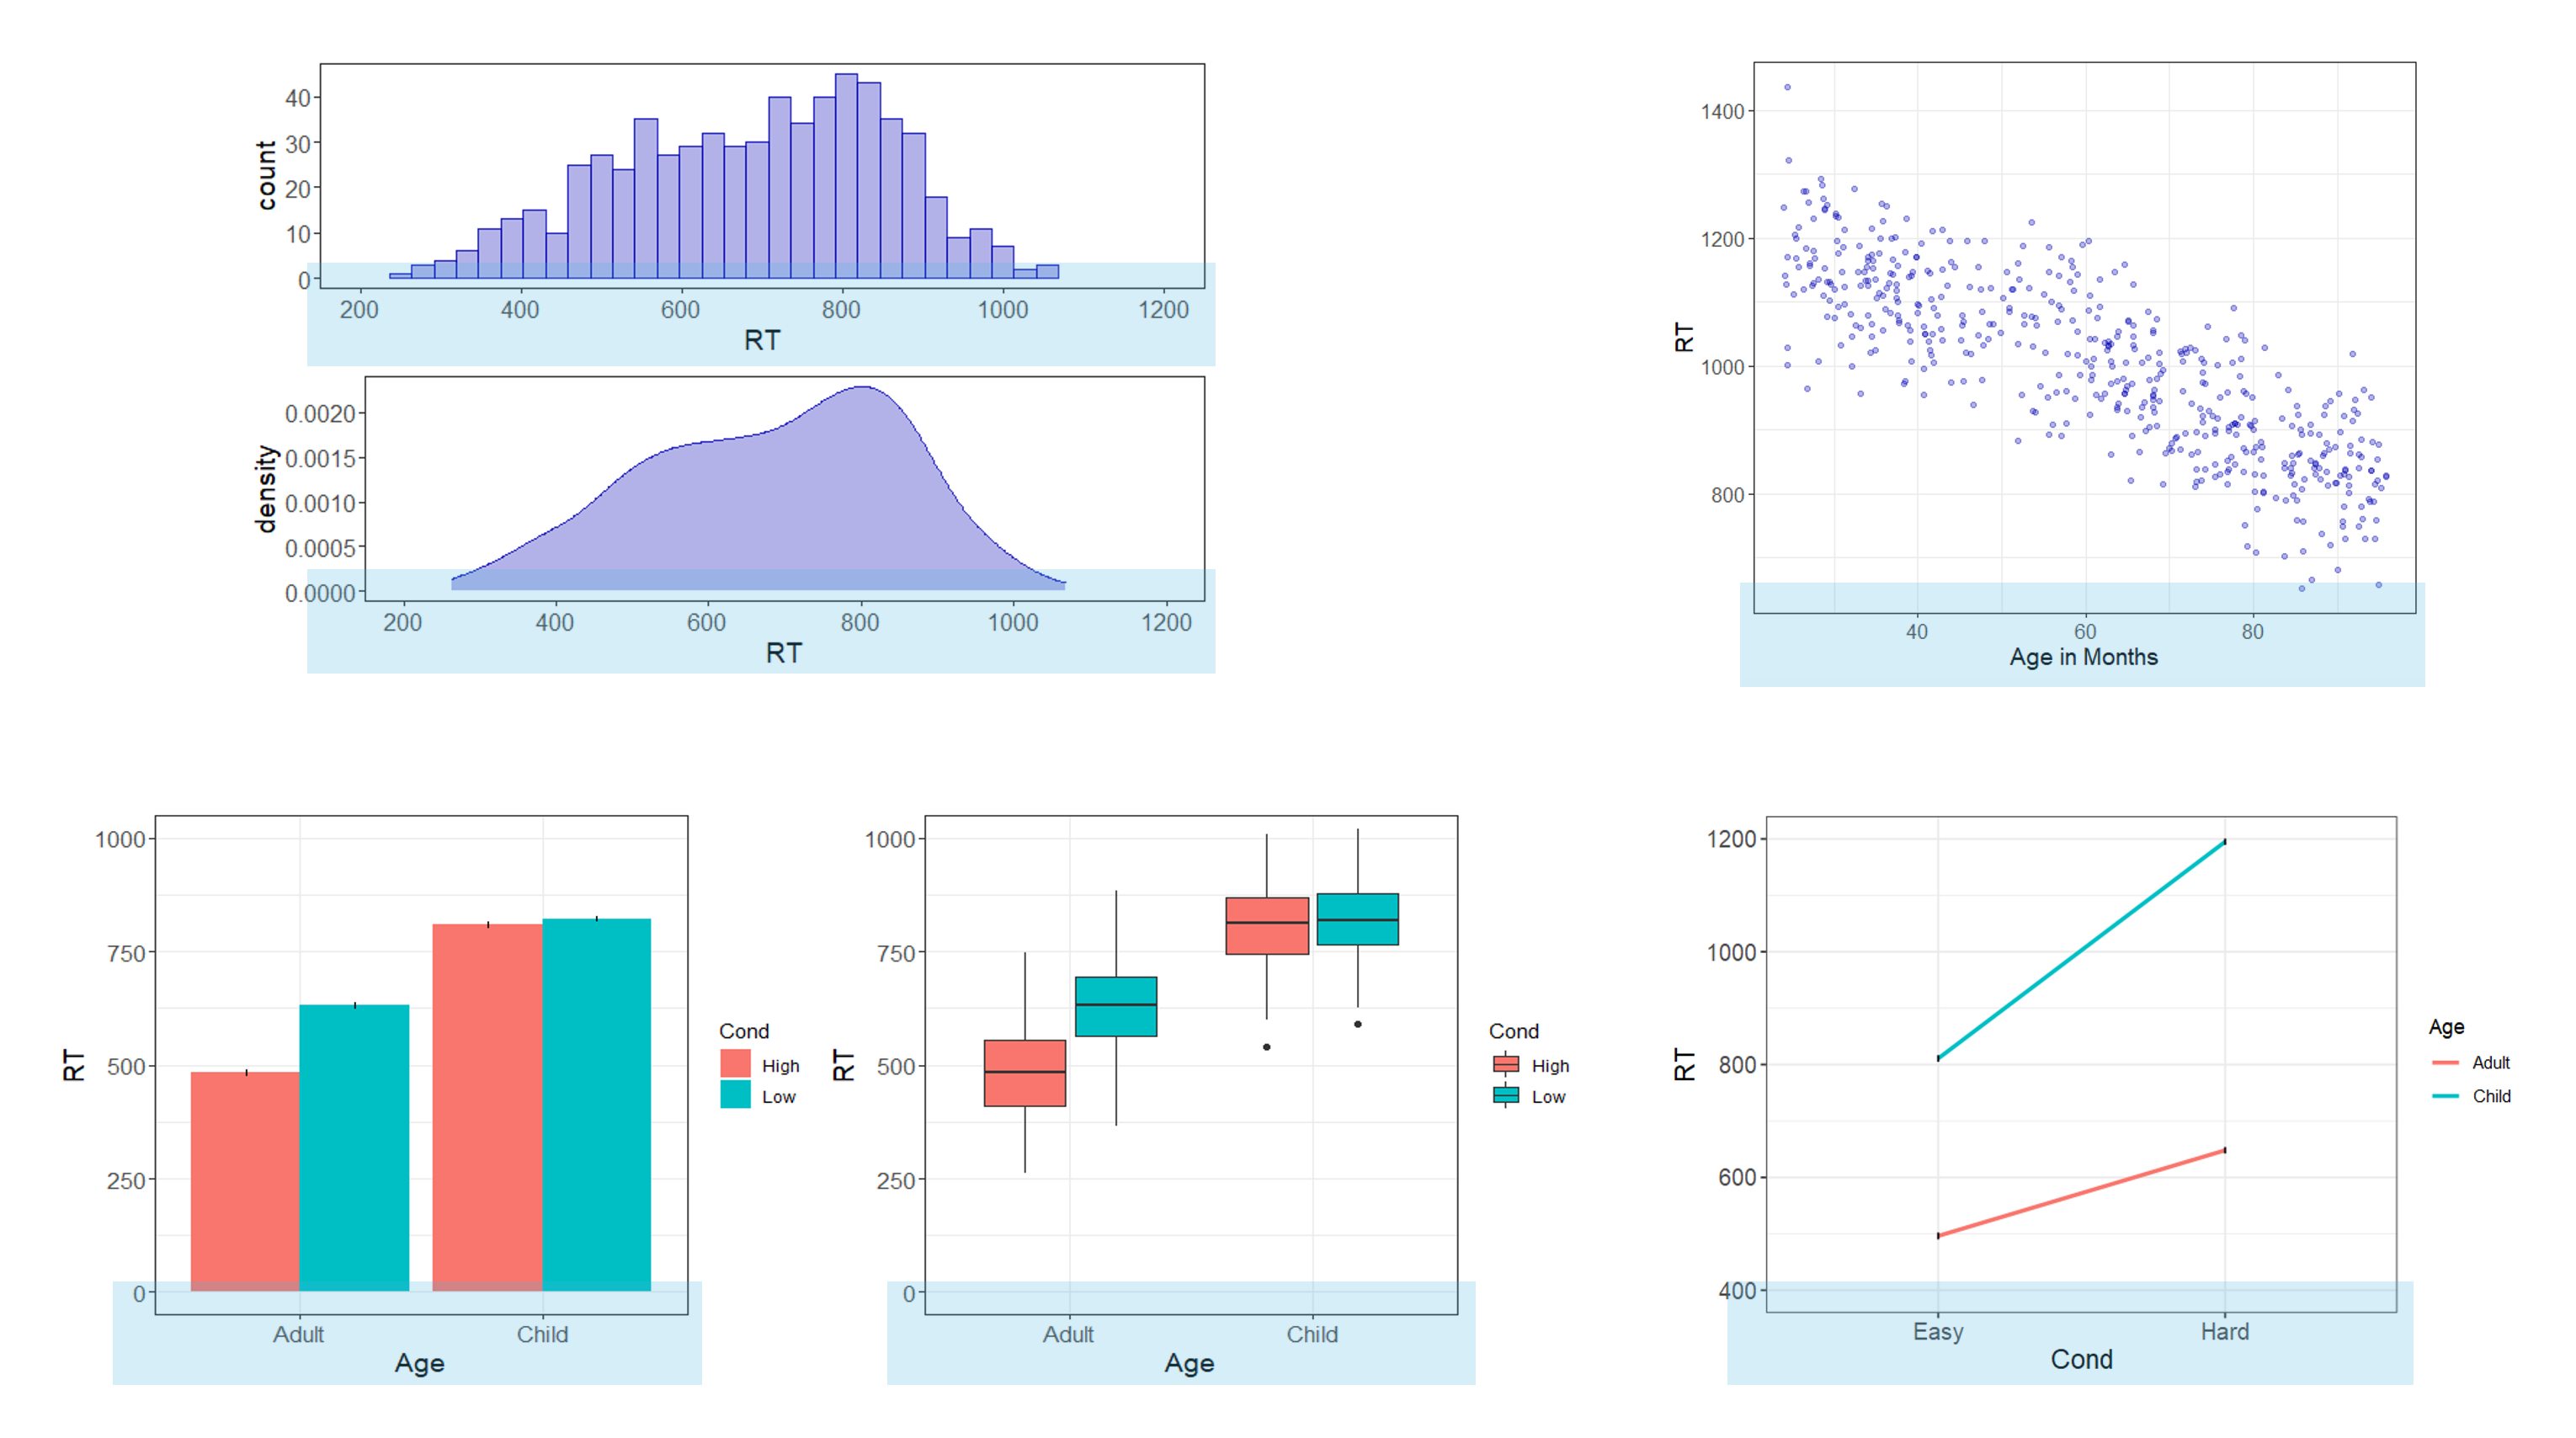 count
40
30
20
10
0
200 400 600 800 1000 1200
RT
density
0.0020
0.0015
0.0010
0.0005
0.0000
200 400 600 800 1000 1200
RT
RT
1400
1200
1000
800
40 60 80
Age in Months
RT
1000
750
500
250
0
Adult Child
Age
Cond
High
Low
RT
1000
750
500
250
0
Adult Child
Age
Cond
High
Low
RT
1200
1000
800
600
400
Easy Hard
Cond
Age
Adult
Child